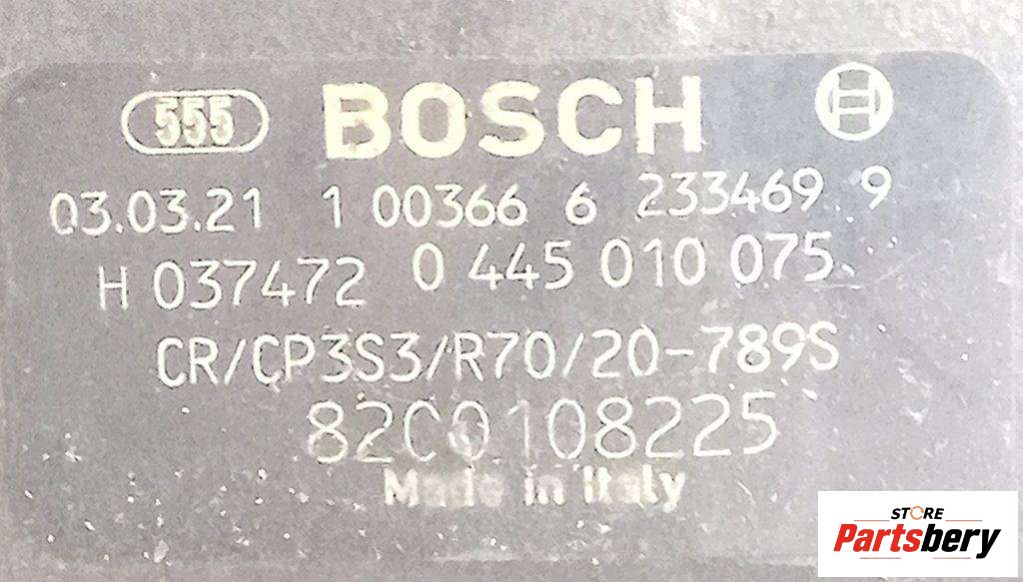 555 BOSCH
03.03.21 1 00366 6 233469 9
H 037472 0 445 010 075
CR/CP3S3/R70/20-789S
82C0108225
Made in Italy
STORE
Partsbery